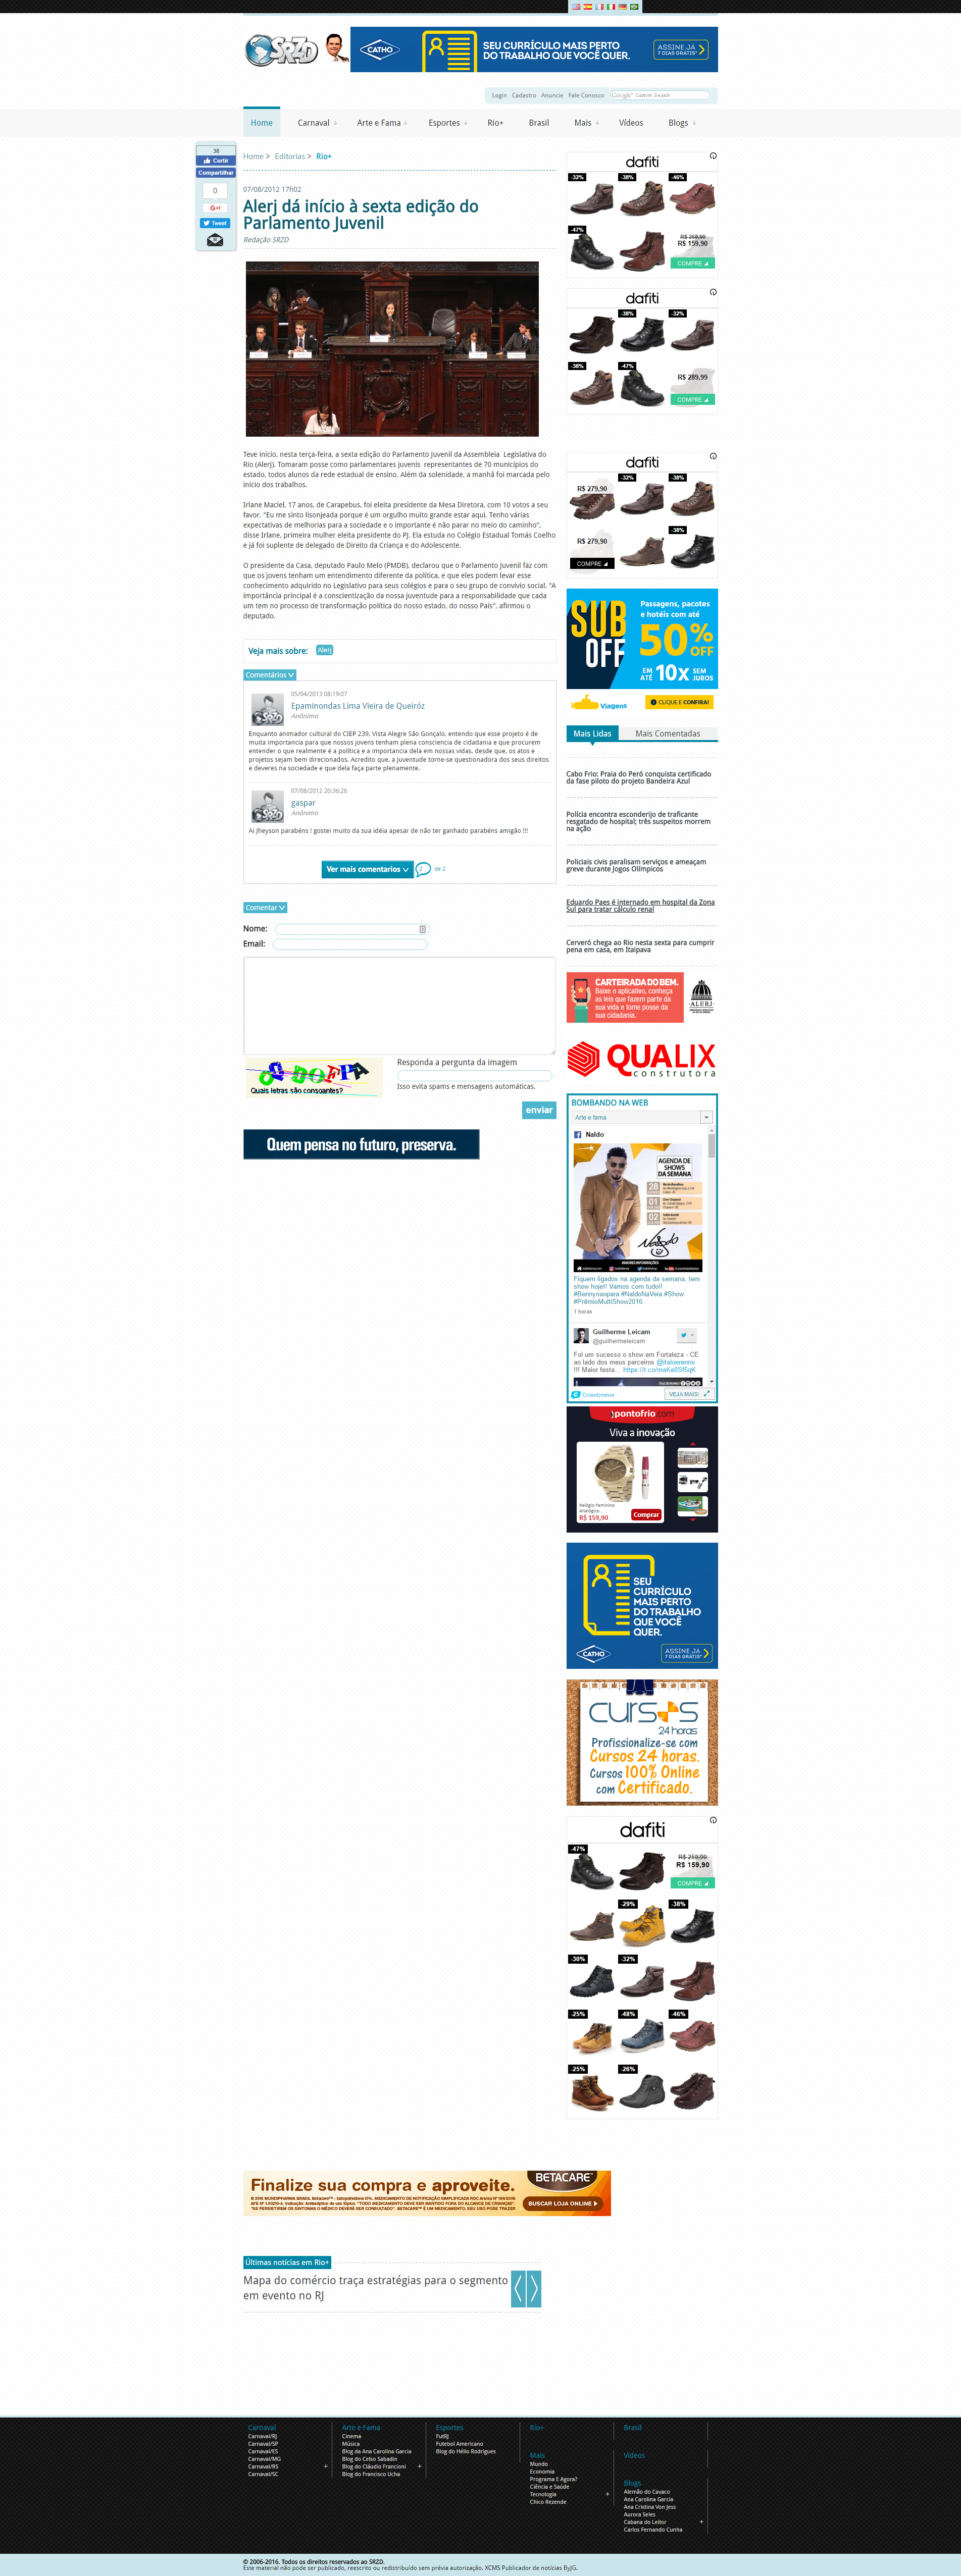 SRZD
CATHO
SEU CURRÍCULO MAIS PERTO
DO TRABALHO QUE VOCÊ QUER.
ASSINE JÁ
7 DIAS GRÁTIS*
Login Cadastro Anuncie Fale Conosco
Google™ Custom Search
Home Carnaval + Arte e Fama + Esportes + Rio+ Brasil Mais + Vídeos Blogs +
38
Curtir
Compartilhar
0
G+1
Tweet
Home > Editorias > Rio+
07/08/2012 17h02
Alerj dá início à sexta edição do
Parlamento Juvenil
Redação SRZD
Teve início, nesta terça-feira, a sexta edição do Parlamento Juvenil da Assembleia Legislativa do
Rio (Alerj). Tomaram posse como parlamentares juvenis representantes de 70 municípios do
estado, todos alunos da rede estadual de ensino. Além da solenidade, a manhã foi marcada pelo
início dos trabalhos.
Irlane Maciel, 17 anos, de Carapebus, foi eleita presidente da Mesa Diretora, com 10 votos a seu
favor. "Eu me sinto lisonjeada porque é um orgulho muito grande estar aqui. Tenho várias
expectativas de melhorias para a sociedade e o importante é não parar no meio do caminho",
disse Irlane, primeira mulher eleita presidente do PJ. Ela estuda no Colégio Estadual Tomás Coelho
e já foi suplente de delegado de Direito da Criança e do Adolescente.
O presidente da Casa, deputado Paulo Melo (PMDB), declarou que o Parlamento Juvenil faz com
que os jovens tenham um entendimento diferente da política, e que eles podem levar esse
conhecimento adquirido no Legislativo para seus colégios e para o seu grupo de convívio social. "A
importância principal é a conscientização da nossa juventude para a responsabilidade que cada
um tem no processo de transformação política do nosso estado, do nosso País", afirmou o
deputado.
Veja mais sobre: Alerj
Comentários
05/04/2013 08:19:07
Epaminondas Lima Vieira de Queiróz
Anônimo
Enquanto animador cultural do CIEP 239, Vista Alegre São Gonçalo, entendo que esse projeto é de
muita importancia para que nossos jovens tenham plena consciencia de cidadania e que procurem
entender o que realmente é a politica e a importancia dela em nossas vidas, desde que, os atos e
projetos sejam bem direcionados. Acredito que, a juventude torne-se questionadora dos seus direitos
e deveres na sociedade e que dela faça parte plenamente.
07/08/2012 20:36:26
gaspar
Anônimo
Ai Jheyson parabéns ! gostei muito da sua idéia apesar de não ter ganhado parabéns amigão !!!
Ver mais comentarios
2 de 2
Comentar
Nome:
Email:
Quais letras são consoantes?
Responda a pergunta da imagem
Isso evita spams e mensagens automáticas.
enviar
Quem pensa no futuro, preserva.
dafiti
-32% -38% -46%
-47%
R$ 159,90
COMPRE
dafiti
-38% -32%
-38% -47%
R$ 289,99
COMPRE
dafiti
R$ 279,90
-32% -38%
R$ 279,90
-38%
COMPRE
SUB
OFF
Passagens, pacotes
e hotéis com até
50%
OFF
EM
ATÉ 10x SEM
JUROS
Viagens
CLIQUE E CONFIRA!
Mais Lidas Mais Comentadas
Cabo Frio: Praia do Peró conquista certificado
da fase piloto do projeto Bandeira Azul
Polícia encontra esconderijo de traficante
resgatado de hospital; três suspeitos morrem
na ação
Policiais civis paralisam serviços e ameaçam
greve durante Jogos Olímpicos
Eduardo Paes é internado em hospital da Zona
Sul para tratar cálculo renal
Cerveró chega ao Rio nesta sexta para cumprir
pena em casa, em Itaipava
CARTEIRADA DO BEM.
Baixe o aplicativo, conheça
as leis que fazem parte da
sua vida e tome posse da
sua cidadania.
ALERJ
QUALIX
construtora
BOMBANDO NA WEB
Arte e fama
Naldo
AGENDA DE
SHOWS
DA SEMANA
28
01
02
Fiquem ligados na agenda da semana, tem
show hoje!! Vamos com tudo!!
#Bennynaopara #NaldoNaVeia #Show
#PrêmioMultiShow2016
1 horas
Guilherme Leicam
@guilhermeleicam
Foi um sucesso o show em Fortaleza - CE
ao lado dos meus parceiros @italoerenno
!!! Maior festa…
Crowdynews
VEJA MAIS!
pontofrio.com
Viva a inovação
Relógio Feminino
Analógico...
R$ 159,90
Comprar
SEU
CURRÍCULO
MAIS PERTO
DO TRABALHO
QUE VOCÊ
QUER.
CATHO
ASSINE JÁ
7 DIAS GRÁTIS*
cursos
24 horas
Profissionalize-se com
Cursos 24 horas.
Cursos 100% Online
com Certificado.
dafiti
-47%
R$ 259,90
R$ 159,90
COMPRE
-29% -38%
-30% -32%
-25% -48% -46%
-25% -26%
Finalize sua compra e aproveite.
BETACARE
BUSCAR LOJA ONLINE
Últimas notícias em Rio+
Mapa do comércio traça estratégias para o segmento
em evento no RJ
Carnaval
Carnaval/RJ
Carnaval/SP
Carnaval/ES
Carnaval/MG
Carnaval/RS
Carnaval/SC
+
Arte e Fama
Cinema
Música
Blog da Ana Carolina Garcia
Blog do Celso Sabadin
Blog do Cláudio Francioni
Blog do Francisco Ucha
+
Esportes
FutRJ
Futebol Americano
Blog do Hélio Rodrigues
Rio+
Mais
Mundo
Economia
Programa E Agora?
Ciência e Saúde
Tecnologia
Chico Rezende
+
Brasil
Vídeos
Blogs
Alemão do Cavaco
Ana Carolina Garcia
Ana Cristina Von Jess
Aurora Seles
Cabana do Leitor
Carlos Fernando Cunha
+
© 2006-2016. Todos os direitos reservados ao SRZD.
Este material não pode ser publicado, reescrito ou redistribuído sem prévia autorização. XCMS Publicador de notícias ByJG.